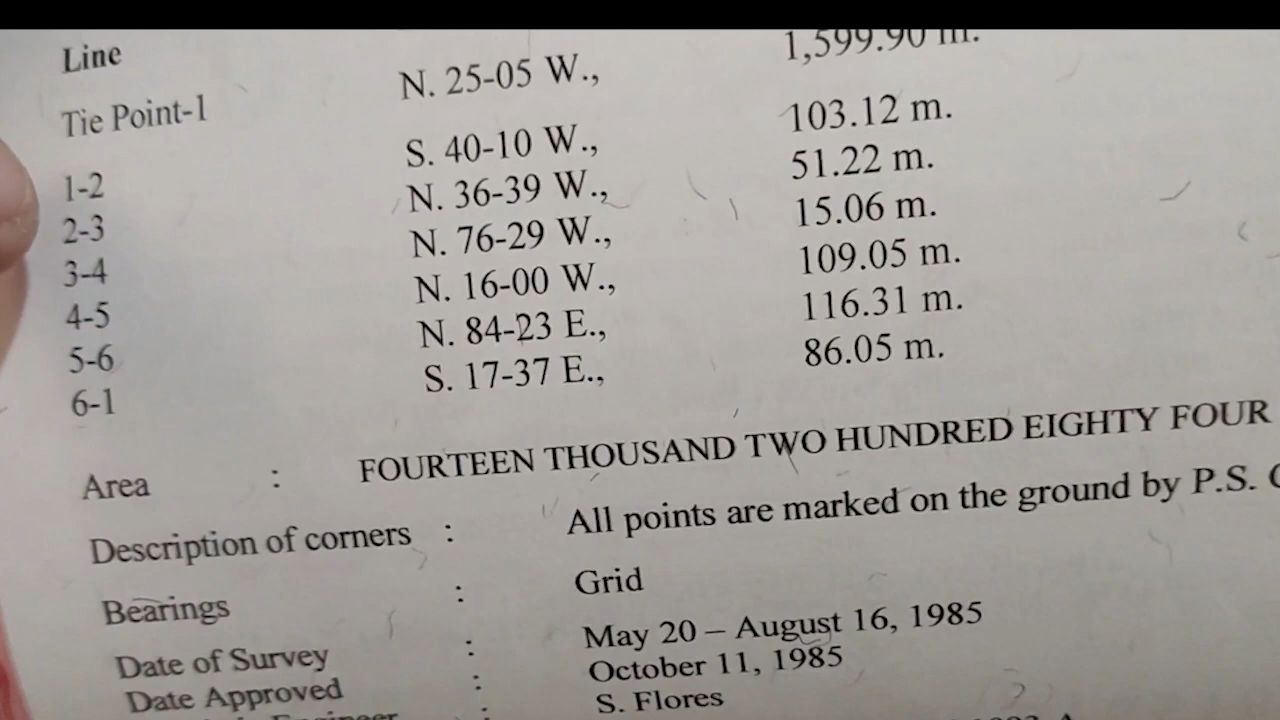 Line
Tie Point-1 N. 25-05 W., 1,599.90 m.
1-2 S. 40-10 W., 103.12 m.
2-3 N. 36-39 W., 51.22 m.
3-4 N. 76-29 W., 15.06 m.
4-5 N. 16-00 W., 109.05 m.
5-6 N. 84-23 E., 116.31 m.
6-1 S. 17-37 E., 86.05 m.
Area : FOURTEEN THOUSAND TWO HUNDRED EIGHTY FOUR
Description of corners : All points are marked on the ground by P.S.
Bearings : Grid
Date of Survey : May 20 – August 16, 1985
Date Approved : October 11, 1985
Engineer : S. Flores